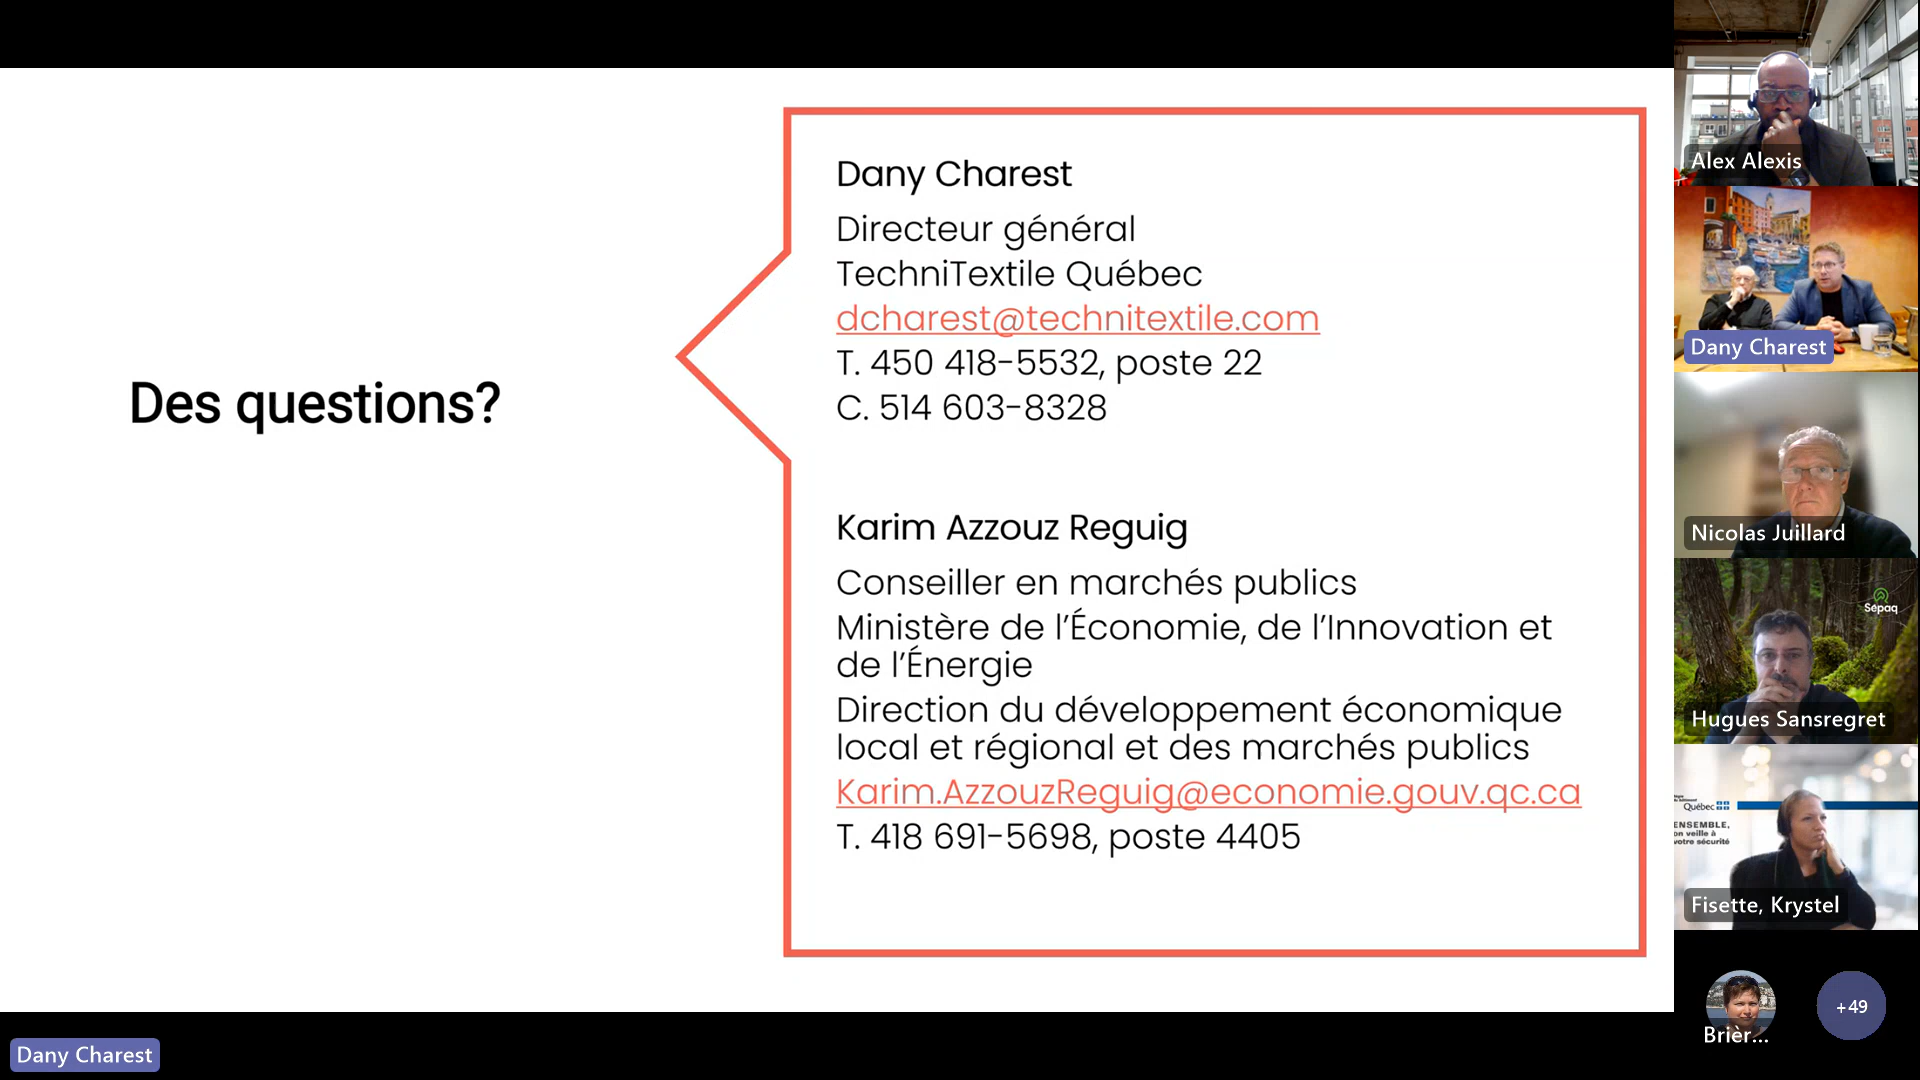 Des questions?
Dany Charest
Directeur général
TechniTextile Québec
dcharest@technitextile.com
T. 450 418-5532, poste 22
C. 514 603-8328
Karim Azzouz Reguig
Conseiller en marchés publics
Ministère de l'Économie, de l'Innovation et
de l'Énergie
Direction du développement économique
local et régional et des marchés publics
Karim.AzzouzReguig@economie.gouv.qc.ca
T. 418 691-5698, poste 4405
Alex Alexis
Dany Charest
Nicolas Juillard
Sépaq
Hugues Sansregret
Québec
ENSEMBLE,
on veille à
votre sécurité
Fisette, Krystel
Brièr...
+49
Dany Charest